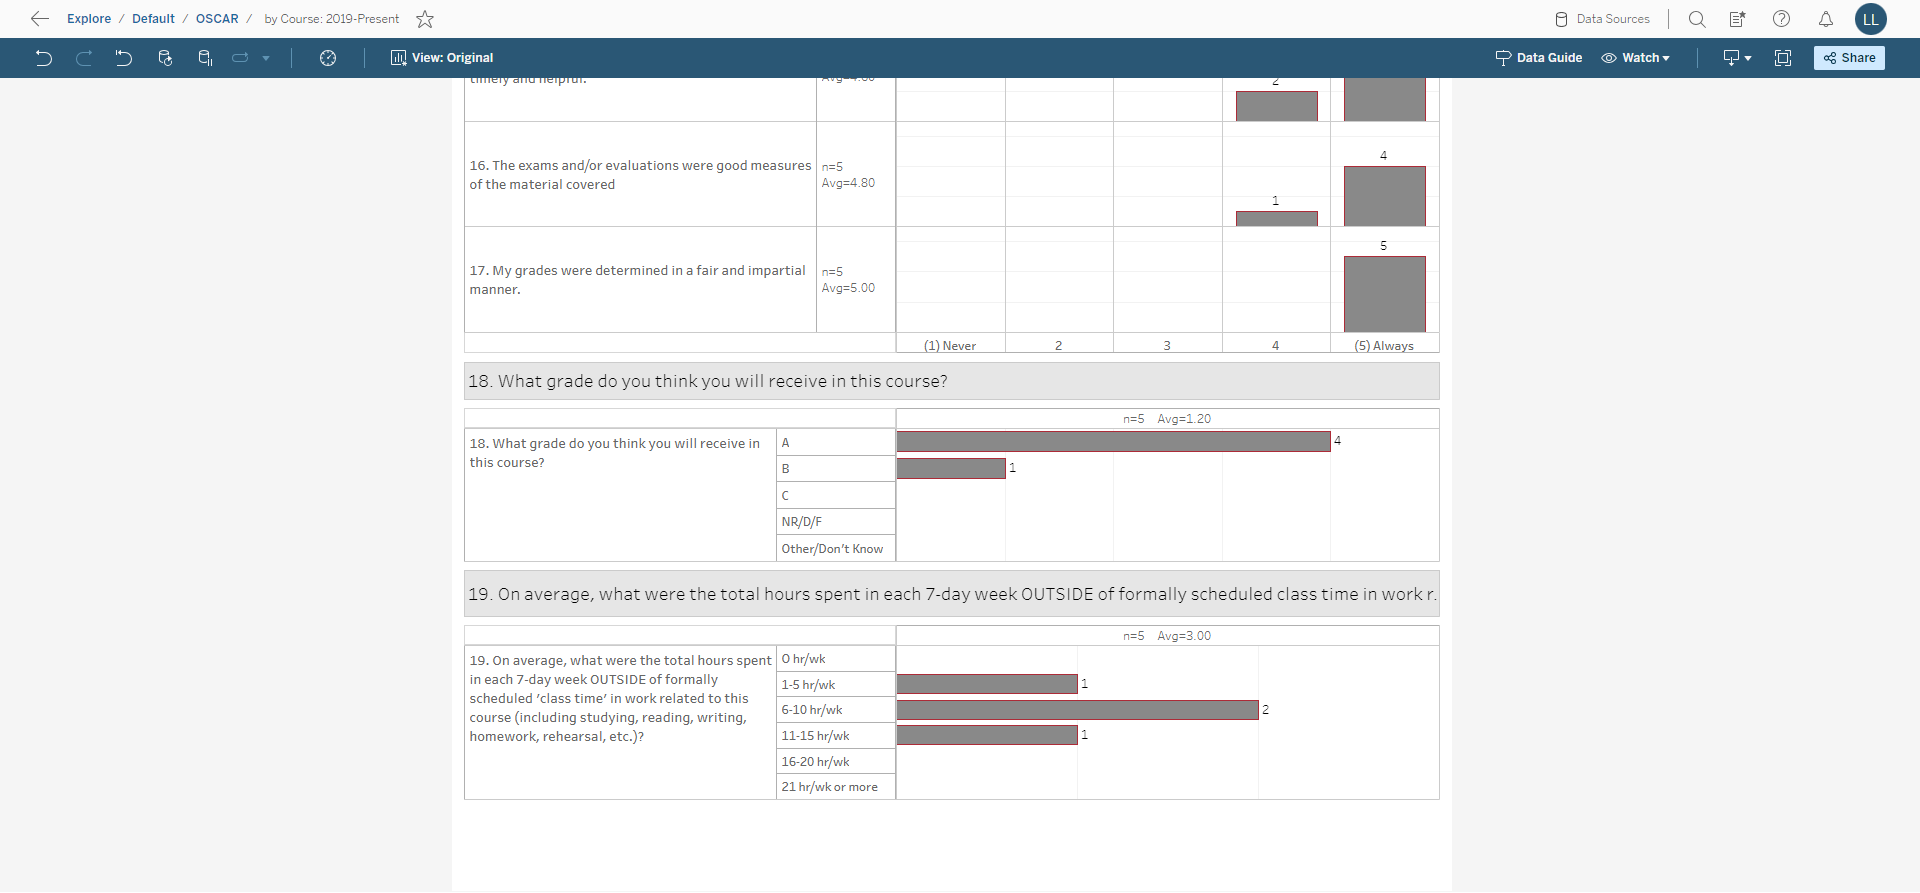 Explore / Default / OSCAR / by Course: 2019-Present
Data Sources
LL
View: Original
Data Guide
Watch
Share
timely and helpful.
2
16. The exams and/or evaluations were good measures
of the material covered
n=5
Avg=4.80
1
4
17. My grades were determined in a fair and impartial
manner.
n=5
Avg=5.00
5
(1) Never 2 3 4 (5) Always
18. What grade do you think you will receive in this course?
n=5 Avg=1.20
18. What grade do you think you will receive in
this course?
A 4
B 1
C
NR/D/F
Other/Don't Know
19. On average, what were the total hours spent in each 7-day week OUTSIDE of formally scheduled class time in work r.
n=5 Avg=3.00
19. On average, what were the total hours spent
in each 7-day week OUTSIDE of formally
scheduled ‘class time’ in work related to this
course (including studying, reading, writing,
homework, rehearsal, etc.)?
0 hr/wk
1-5 hr/wk 1
6-10 hr/wk 2
11-15 hr/wk 1
16-20 hr/wk
21 hr/wk or more